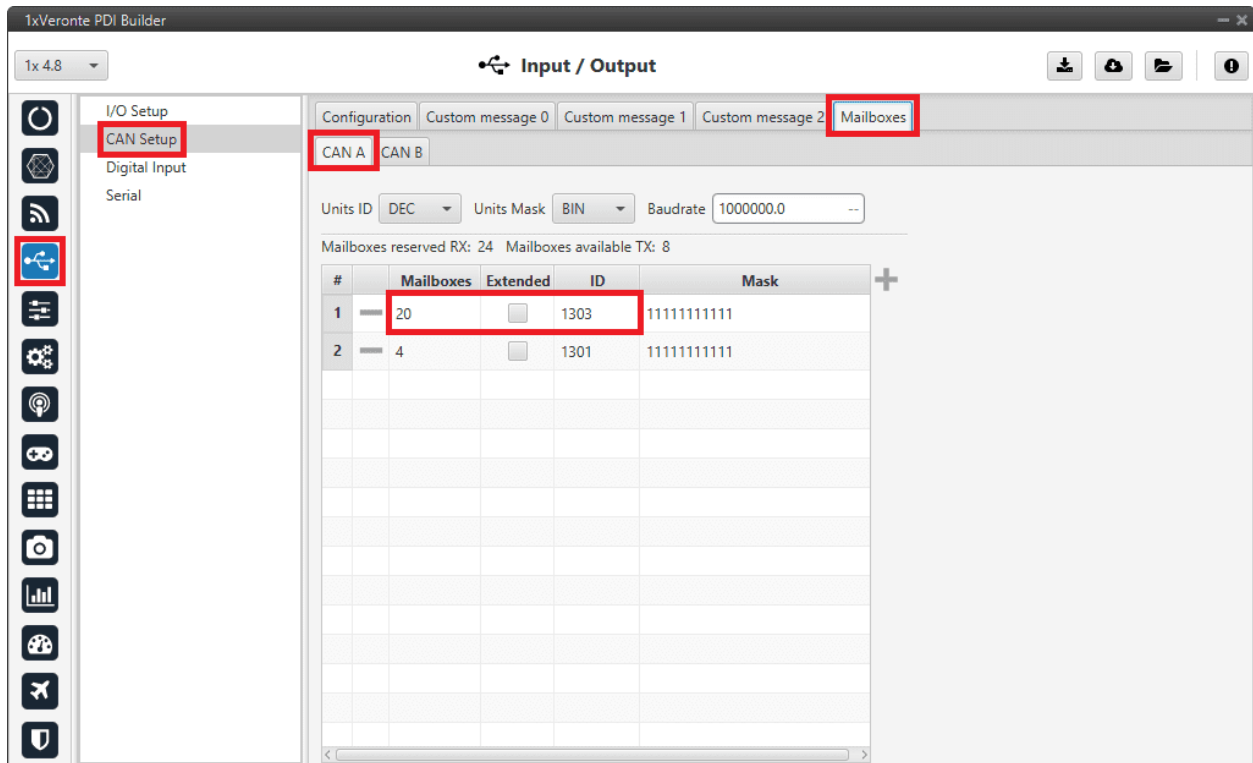 1xVeronte PDI Builder
1x 4.8
Input / Output
I/O Setup
CAN Setup
Digital Input
Serial
Configuration Custom message 0 Custom message 1 Custom message 2 Mailboxes
CAN A CAN B
Units ID DEC Units Mask BIN Baudrate 1000000.0 --
Mailboxes reserved RX: 24 Mailboxes available TX: 8
# Mailboxes Extended ID Mask
1 20 1303 11111111111
2 4 1301 11111111111